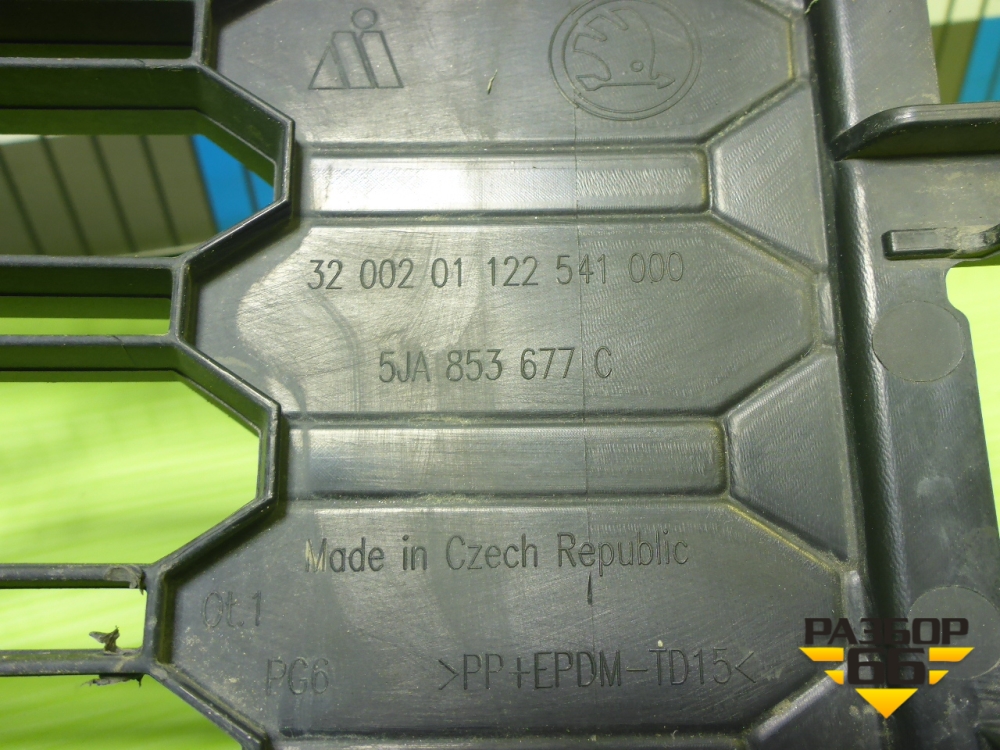 32 002 01 122 541 000
5JA 853 677 C
Made in Czech Republic
Gt.1
PG6
>PP+EPDM-TD15<
РАЗБОР
66